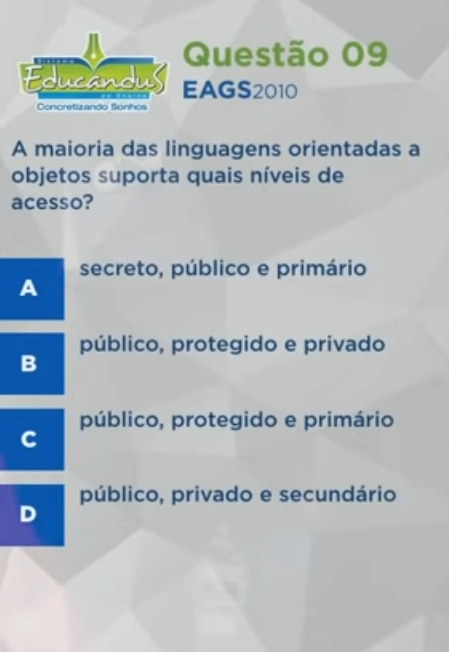 Sistema
Educandus
de Ensino
Concretizando Sonhos
Questão 09
EAGS2010
A maioria das linguagens orientadas a
objetos suporta quais níveis de
acesso?
A
secreto, público e primário
B
público, protegido e privado
C
público, protegido e primário
D
público, privado e secundário